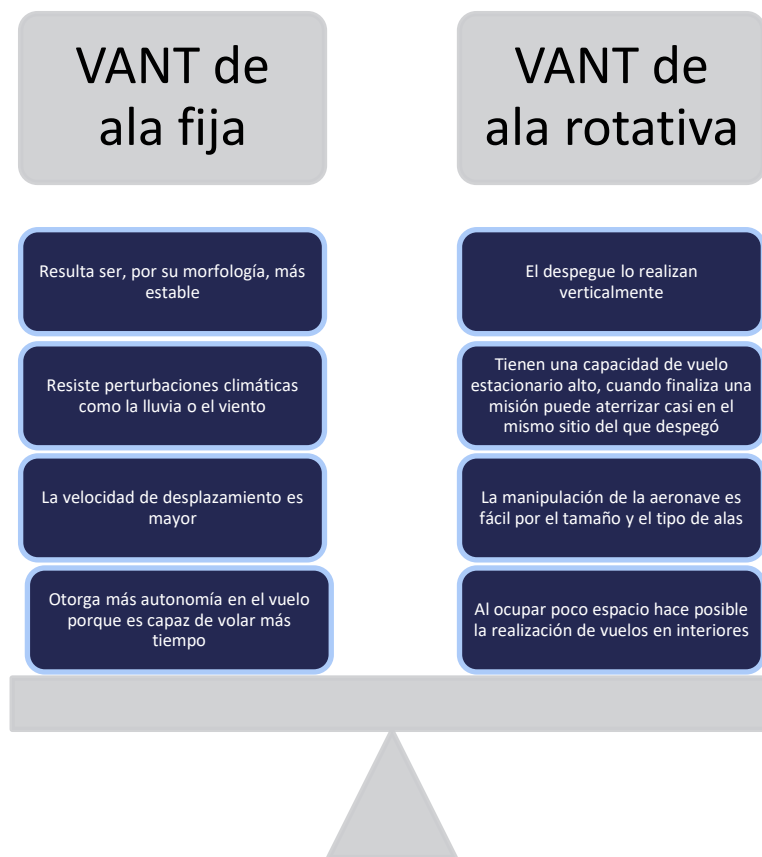 VANT de
ala fija
Resulta ser, por su morfología, más
estable
Resiste perturbaciones climáticas
como la lluvia o el viento
La velocidad de desplazamiento es
mayor
Otorga más autonomía en el vuelo
porque es capaz de volar más
tiempo
VANT de
ala rotativa
El despegue lo realizan
verticalmente
Tienen una capacidad de vuelo
estacionario alto, cuando finaliza una
misión puede aterrizar casi en el
mismo sitio del que despegó
La manipulación de la aeronave es
fácil por el tamaño y el tipo de alas
Al ocupar poco espacio hace posible
la realización de vuelos en interiores